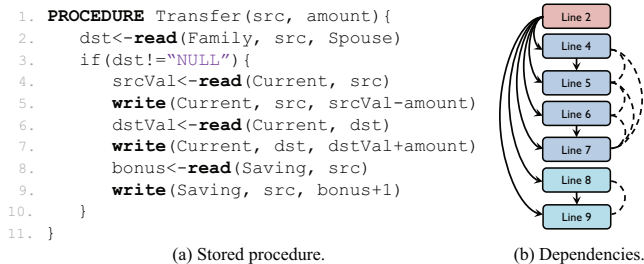 1. PROCEDURE Transfer(src, amount){
2. dst<-read(Family, src, Spouse)
3. if(dst!="NULL"){
4. srcVal<-read(Current, src)
5. write(Current, src, srcVal-amount)
6. dstVal<-read(Current, dst)
7. write(Current, dst, dstVal+amount)
8. bonus<-read(Saving, src)
9. write(Saving, src, bonus+1)
10. }
11. }
(a) Stored procedure.
Line 2
Line 4
Line 5
Line 6
Line 7
Line 8
Line 9
(b) Dependencies.